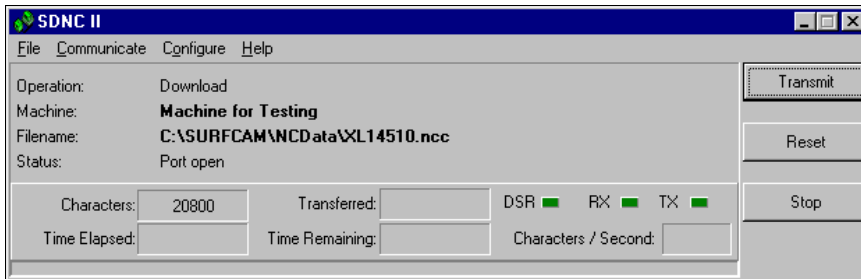 SDNC II
File Communicate Configure Help
Operation: Download
Machine: Machine for Testing
Filename: C:\SURFCAM\NCData\XL14510.ncc
Status: Port open
Transmit
Reset
Stop
Characters: 20800 Transferred: DSR RX TX
Time Elapsed: Time Remaining: Characters / Second: